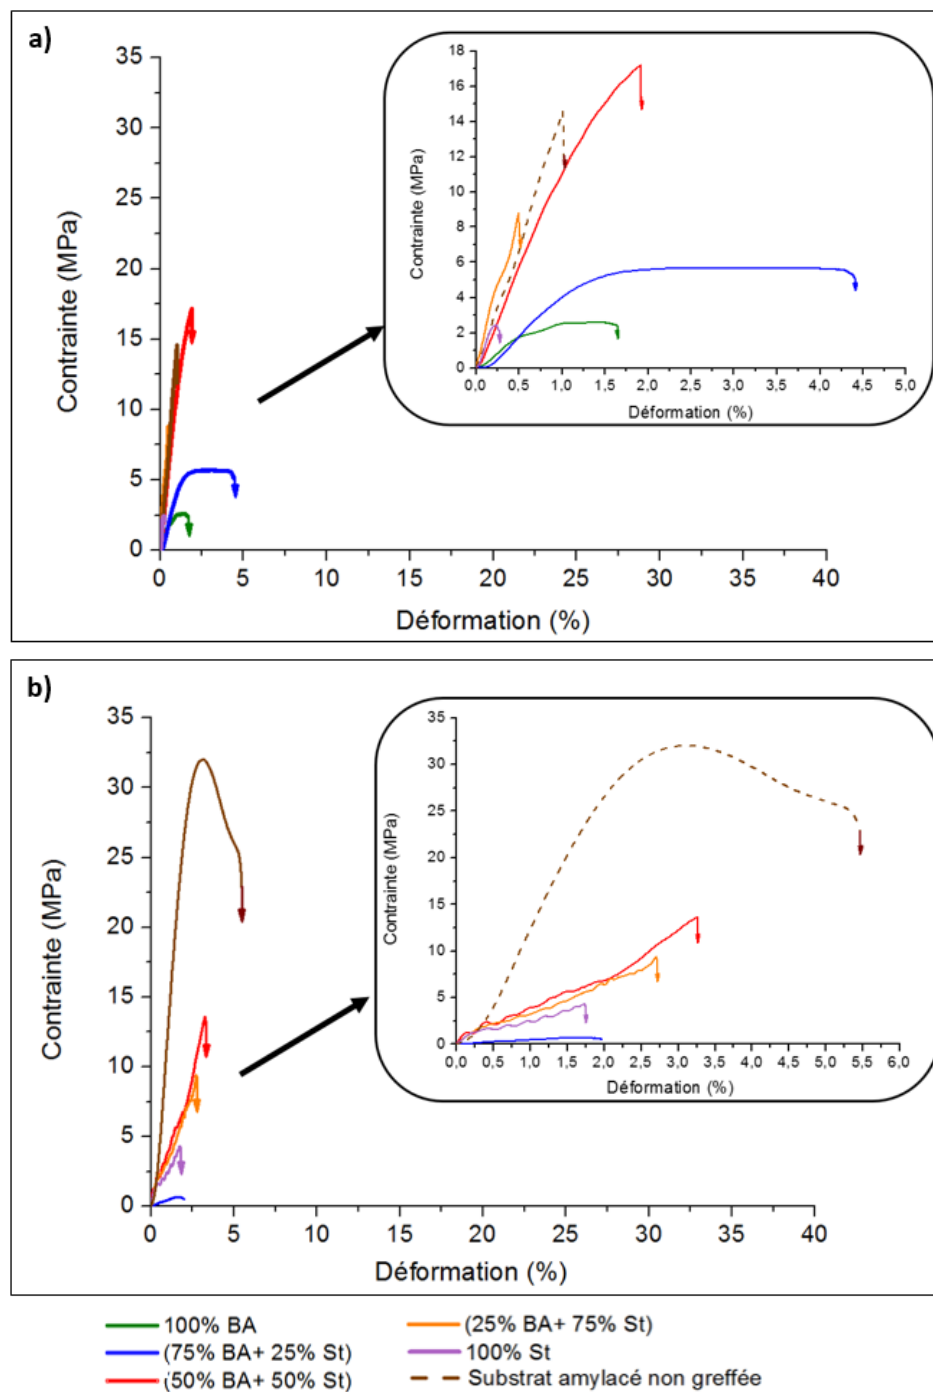 a)
35
30
25
20
15
10
5
0
Contrainte (MPa)
0 5 10 15 20 25 30 35 40
Déformation (%)
18
16
14
12
10
8
6
4
2
0
Contrainte (MPa)
0,0 0,5 1,0 1,5 2,0 2,5 3,0 3,5 4,0 4,5 5,0
Déformation (%)
b)
35
30
25
20
15
10
5
0
Contrainte (MPa)
0 5 10 15 20 25 30 35 40
Déformation (%)
35
30
25
20
15
10
5
0
Contrainte (MPa)
0,0 0,5 1,0 1,5 2,0 2,5 3,0 3,5 4,0 4,5 5,0 5,5 6,0
Déformation (%)
100% BA
(75% BA+ 25% St)
(50% BA+ 50% St)
(25% BA+ 75% St)
100% St
Substrat amylacé non greffée